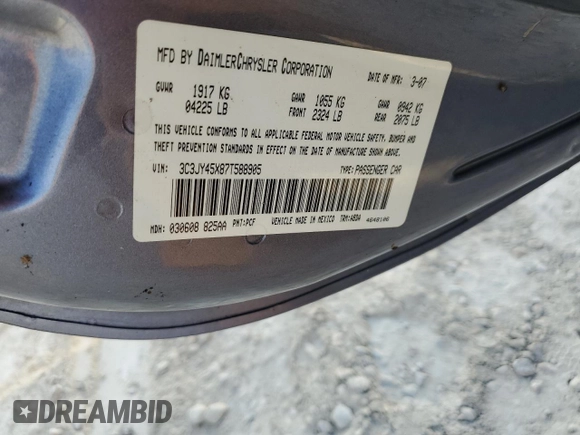 MFD BY DAIMLERCHRYSLER CORPORATION
DATE OF MFR: 3-07
GVWR 1917 KG GAWR 1055 KG GAWR 0942 KG
04225 LB FRONT 2324 LB REAR 2075 LB
THIS VEHICLE CONFORMS TO ALL APPLICABLE FEDERAL MOTOR VEHICLE SAFETY, BUMPER AND
THEFT PREVENTION STANDARDS IN EFFECT ON THE DATE OF MANUFACTURE SHOWN ABOVE.
VIN: 3C3JY45X87T588905 TYPE: PASSENGER CAR
MDH: 030608 825AA PNT: PCF VEHICLE MADE IN MEXICO TRM: A8DA
DREAMBID